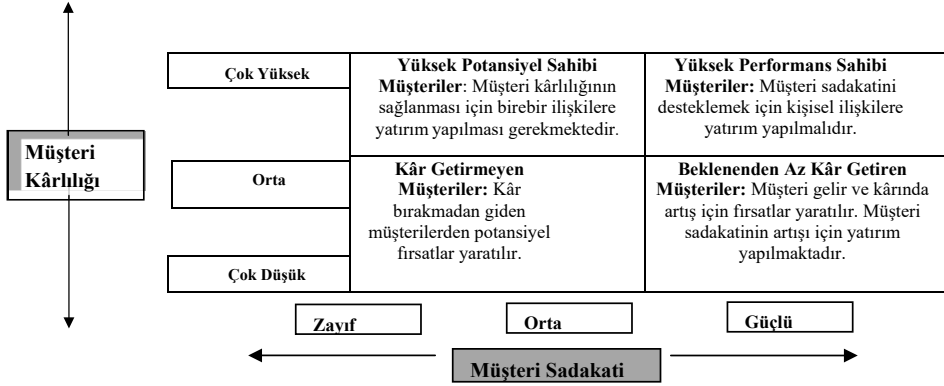 Çok Yüksek
Yüksek Potansiyel Sahibi
Müşteriler: Müşteri kârlılığının
sağlanması için birebir ilişkilere
yatırım yapılması gerekmektedir.
Yüksek Performans Sahibi
Müşteriler: Müşteri sadakatini
desteklemek için kişisel ilişkilere
yatırım yapılmalıdır.
Müşteri
Kârlılığı
Orta
Kâr Getirmeyen
Müşteriler: Kâr
bırakmadan giden
müşterilerden potansiyel
fırsatlar yaratılır.
Beklenenden Az Kâr Getiren
Müşteriler: Müşteri gelir ve kârında
artış için fırsatlar yaratılır. Müşteri
sadakatinin artışı için yatırım
yapılmaktadır.
Çok Düşük
Zayıf
Orta
Güçlü
Müşteri Sadakati